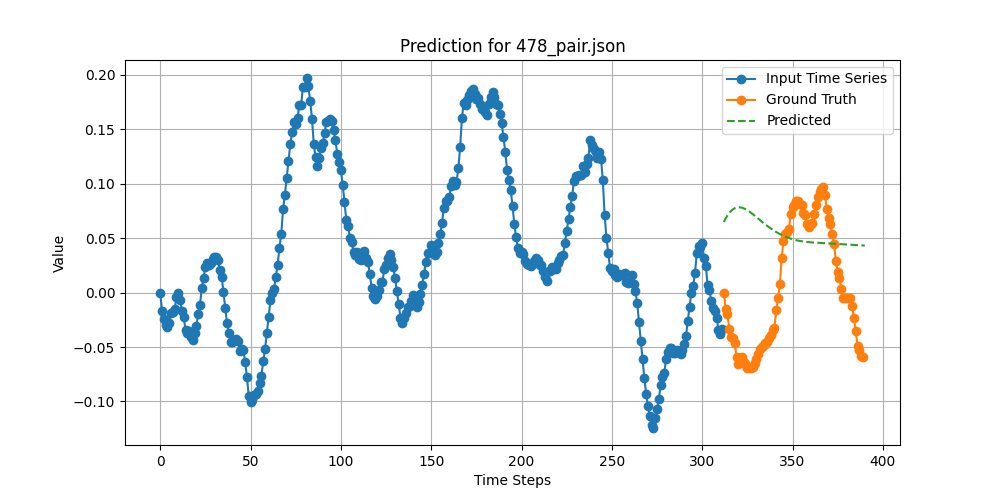 Prediction for 478_pair.json
Input Time Series
Ground Truth
Predicted
0.20
0.15
0.10
0.05
0.00
−0.05
−0.10
Value
0 50 100 150 200 250 300 350 400
Time Steps